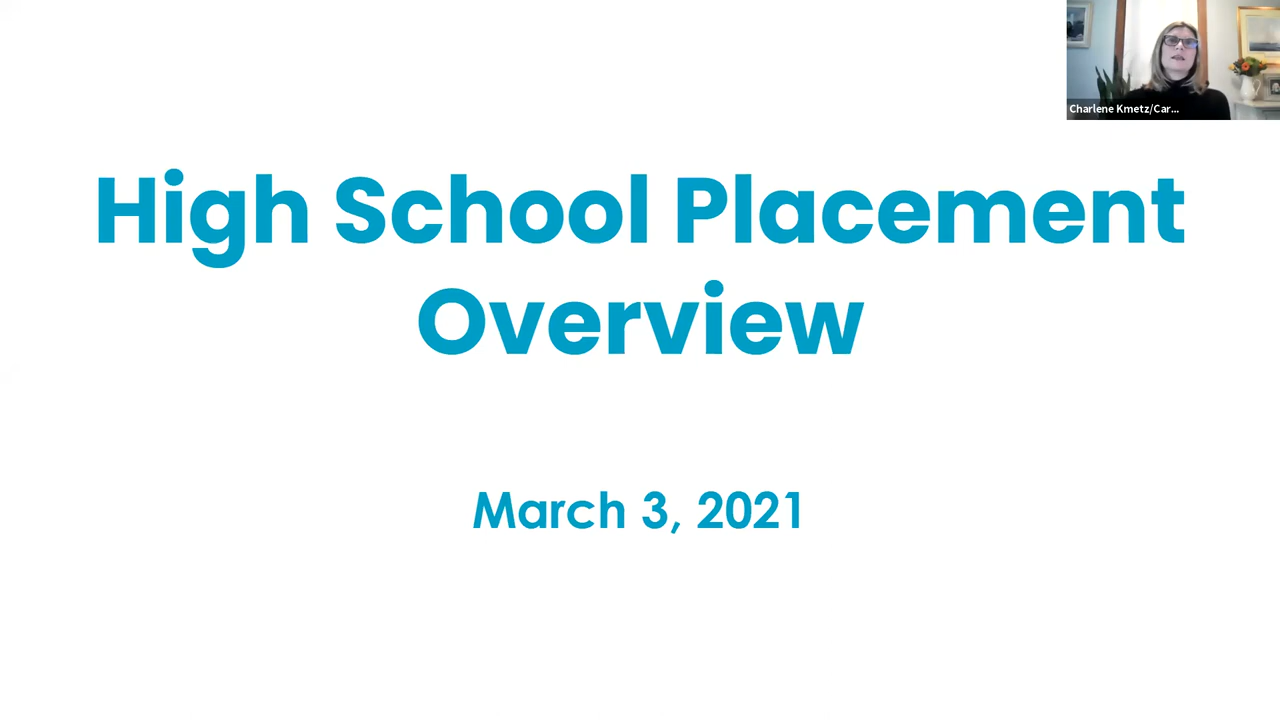 Charlene Kmetz/Car...
High School Placement
Overview
March 3, 2021